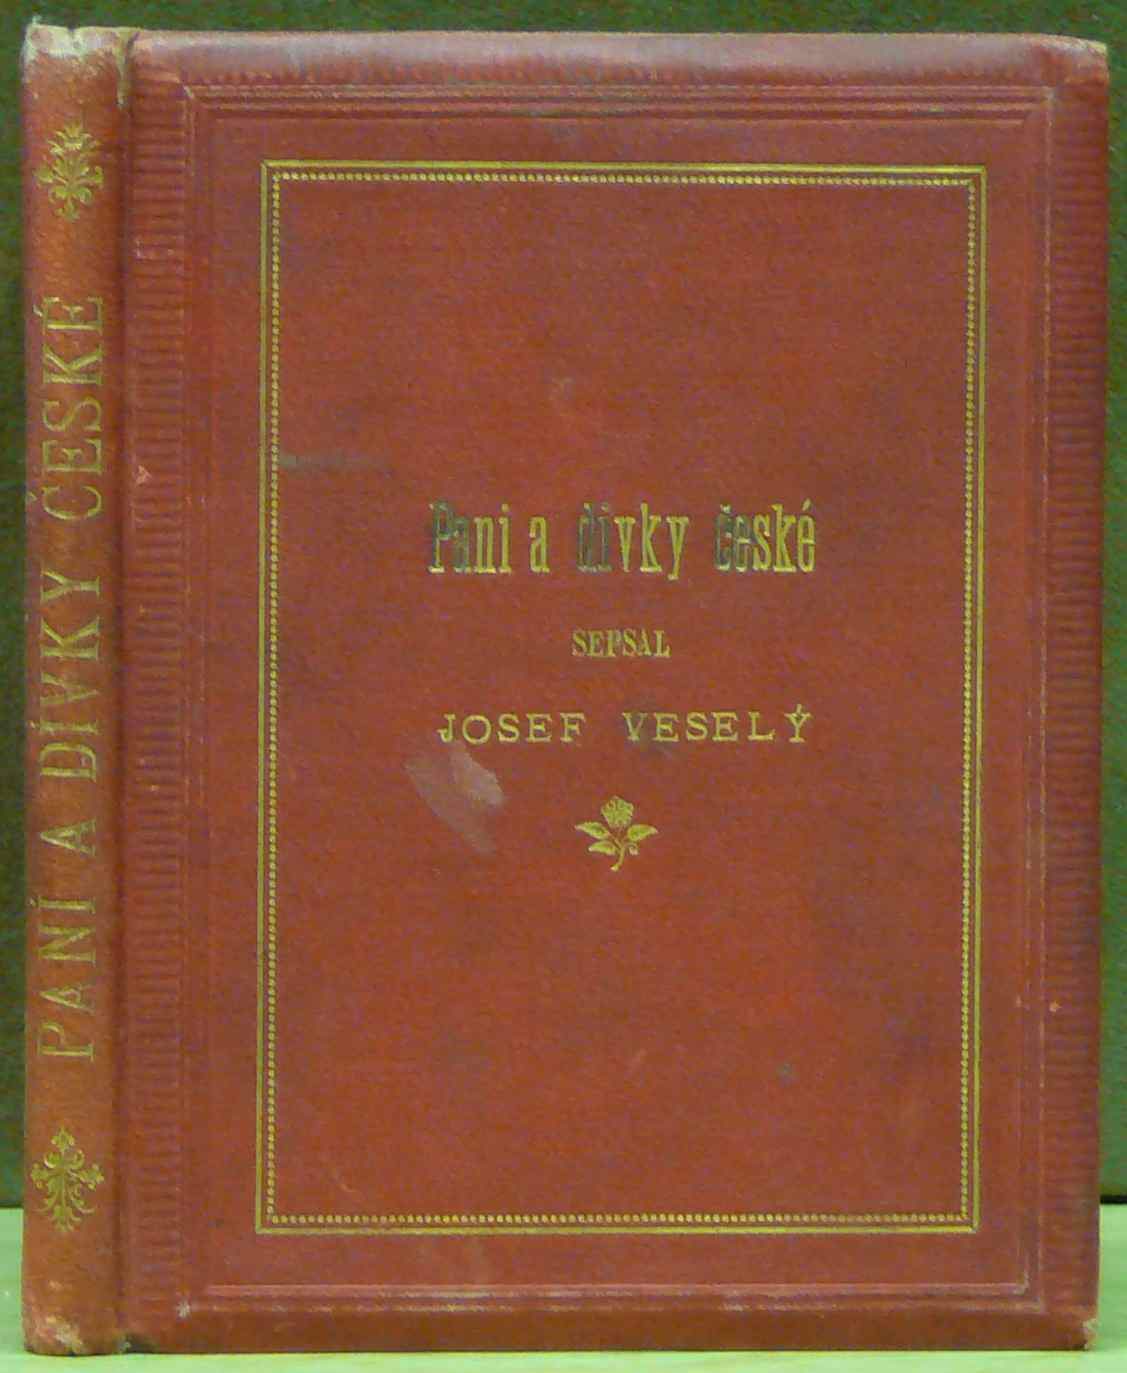 PANÍ A DÍVKY ČESKÉ
Paní a dívky české
SEPSAL
JOSEF VESELÝ